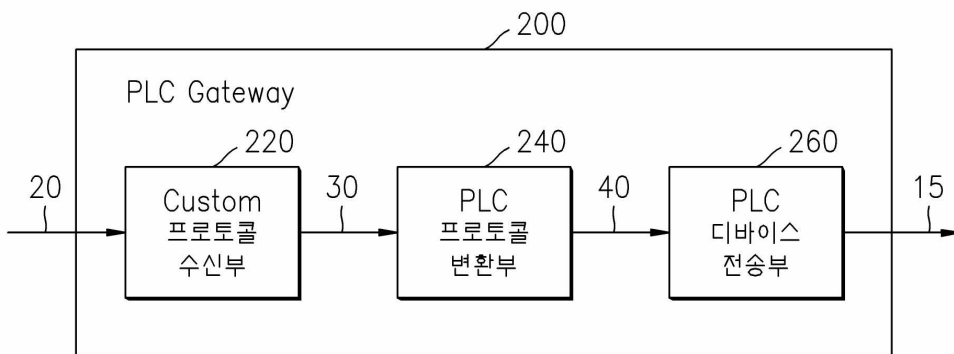 200
PLC Gateway
220
240
260
20
30
40
15
Custom
프로토콜
수신부
PLC
프로토콜
변환부
PLC
디바이스
전송부